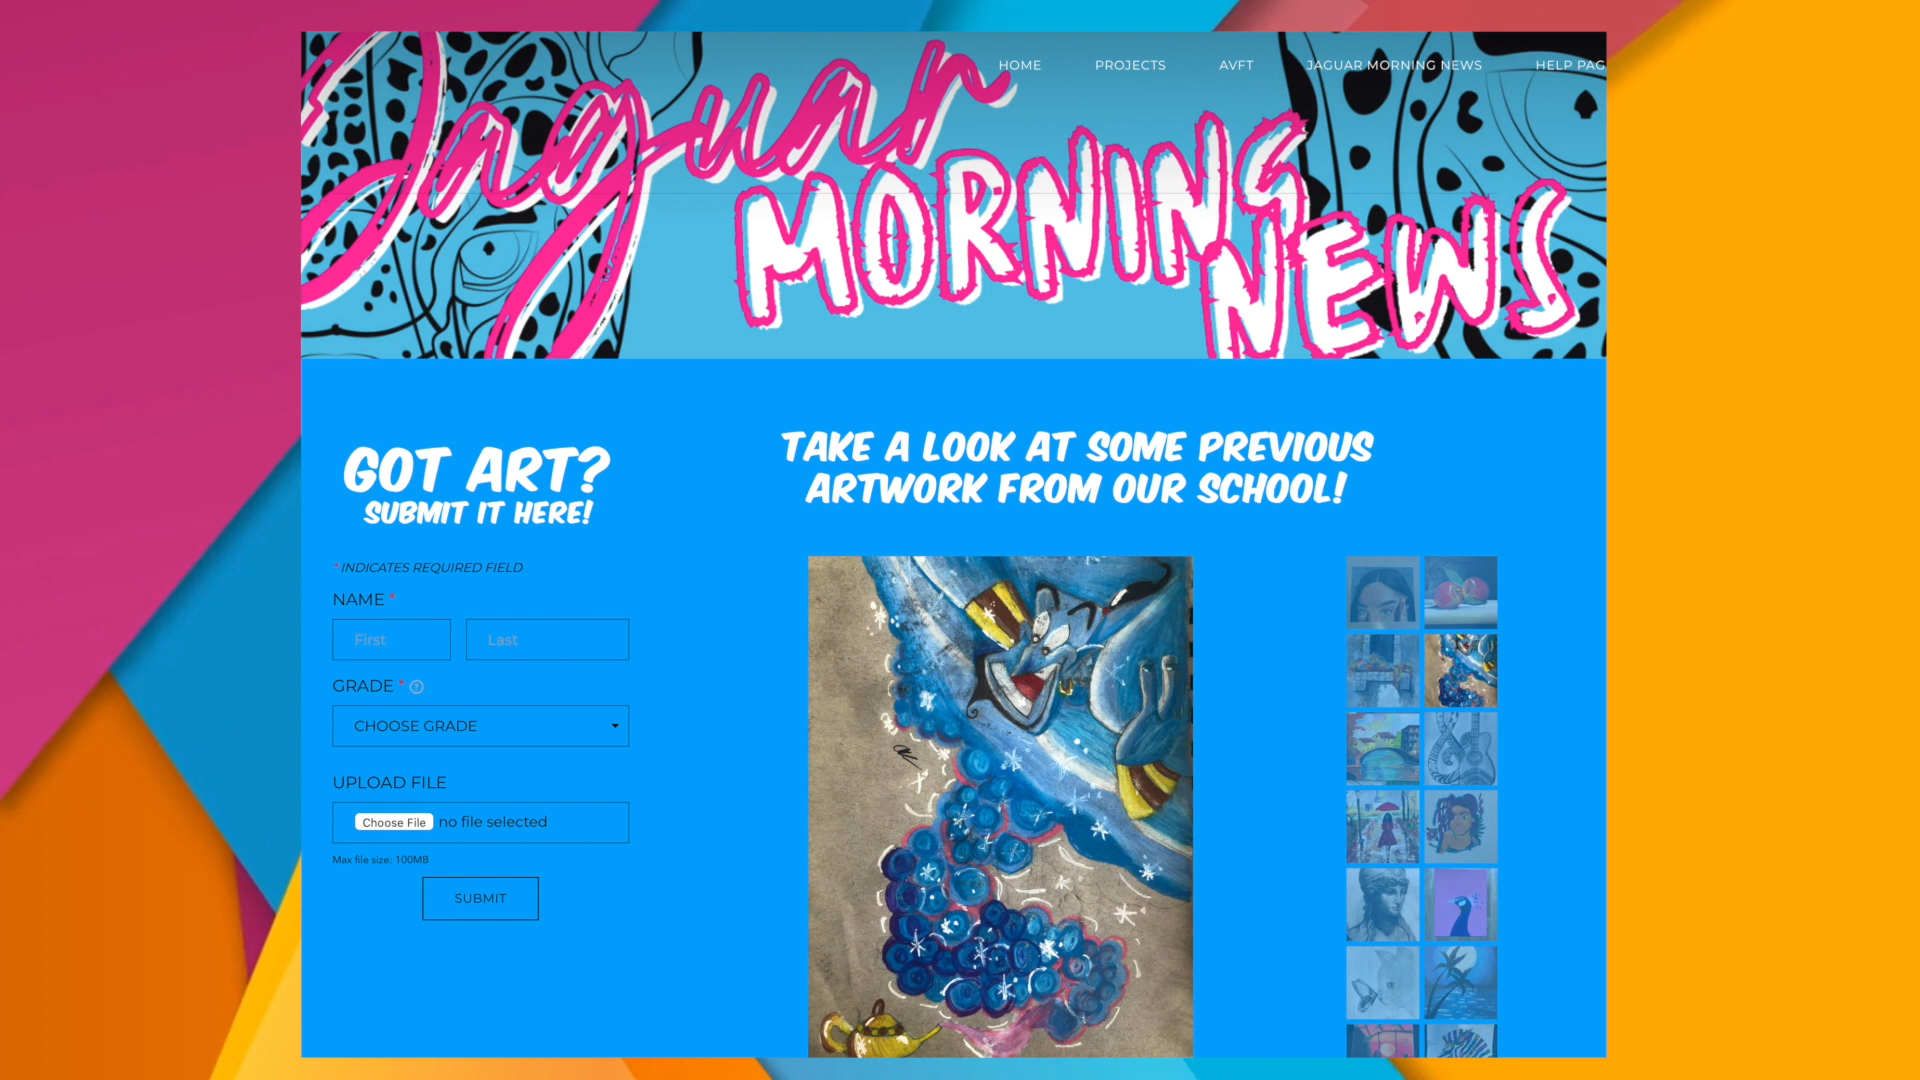 HOME
PROJECTS
AVFT
JAGUAR MORNING NEWS
HELP PAG
Jaguar
MORNING
NEWS
GOT ART?
SUBMIT IT HERE!
TAKE A LOOK AT SOME PREVIOUS
ARTWORK FROM OUR SCHOOL!
*INDICATES REQUIRED FIELD
NAME *
First
Last
GRADE * ?
CHOOSE GRADE
UPLOAD FILE
Choose File no file selected
Max file size: 100MB
SUBMIT